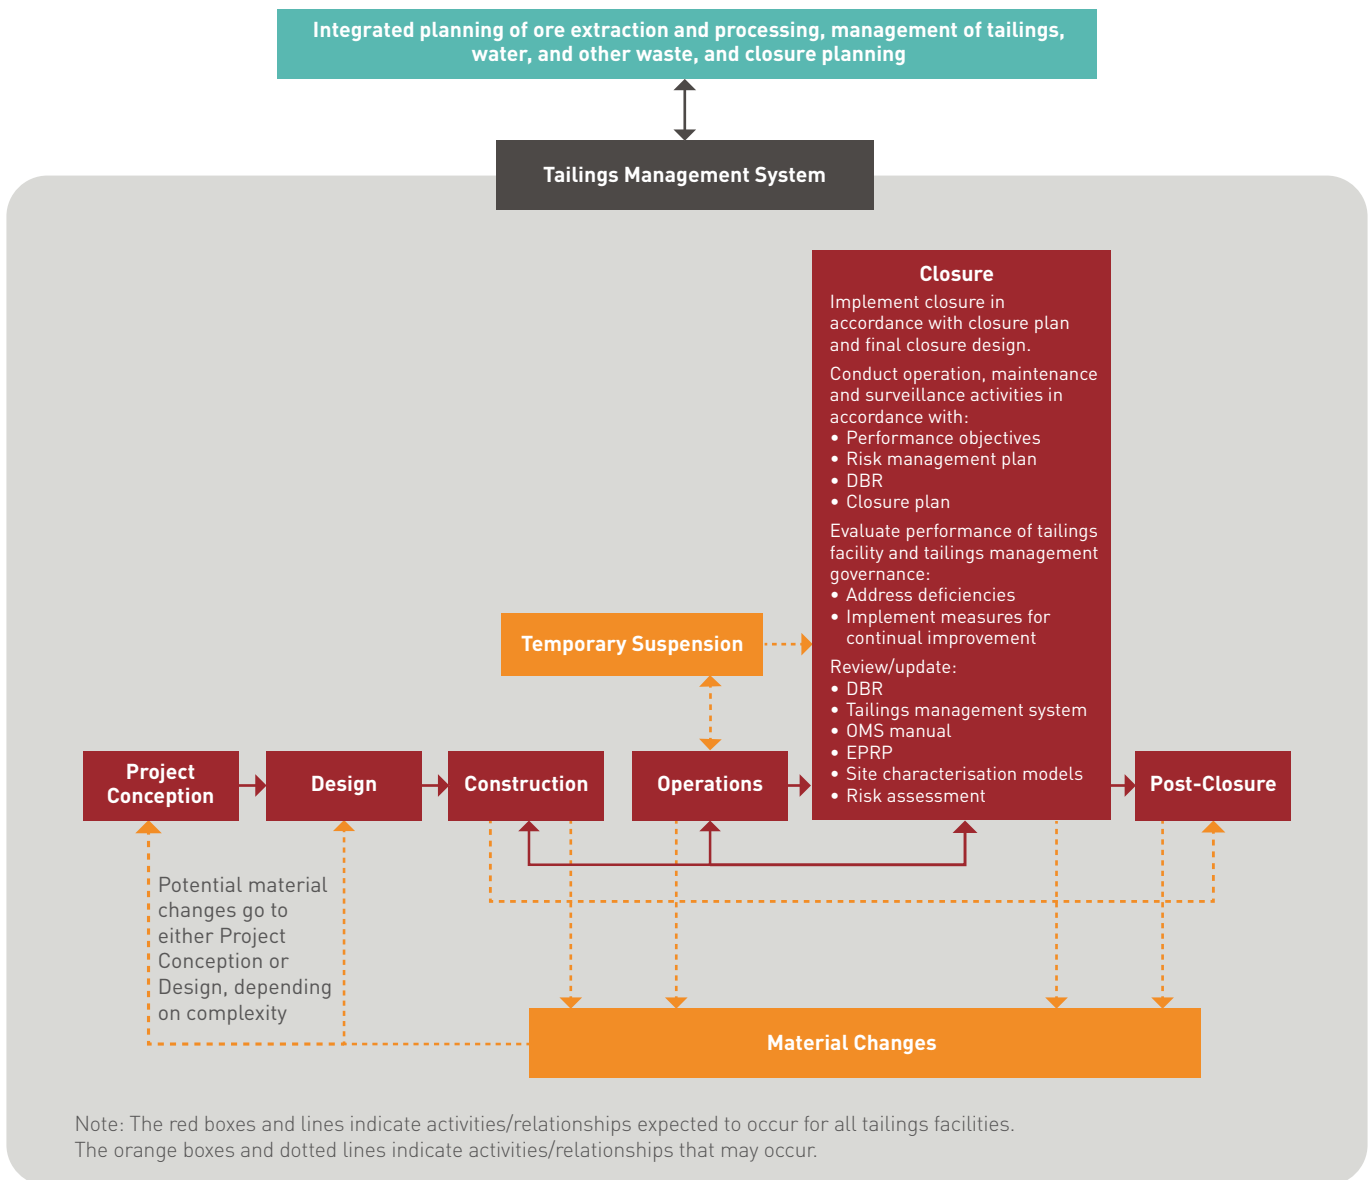 Integrated planning of ore extraction and processing, management of tailings,
water, and other waste, and closure planning
Tailings Management System
Closure
Implement closure in
accordance with closure plan
and final closure design.
Conduct operation, maintenance
and surveillance activities in
accordance with:
• Performance objectives
• Risk management plan
• DBR
• Closure plan
Evaluate performance of tailings
facility and tailings management
governance:
• Address deficiencies
• Implement measures for
continual improvement
Review/update:
• DBR
• Tailings management system
• OMS manual
• EPRP
• Site characterisation models
• Risk assessment
Temporary Suspension
Project
Conception
Design
Construction
Operations
Post-Closure
Potential material
changes go to
either Project
Conception or
Design, depending
on complexity
Material Changes
Note: The red boxes and lines indicate activities/relationships expected to occur for all tailings facilities.
The orange boxes and dotted lines indicate activities/relationships that may occur.